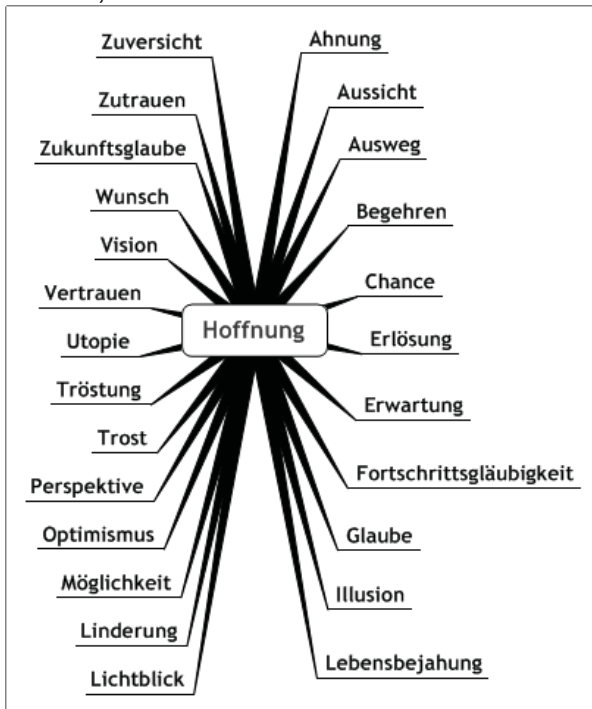 Zuversicht
Zutrauen
Zukunftsglaube
Wunsch
Vision
Vertrauen
Utopie
Tröstung
Trost
Perspektive
Optimismus
Möglichkeit
Linderung
Lichtblick
Hoffnung
Ahnung
Aussicht
Ausweg
Begehren
Chance
Erlösung
Erwartung
Fortschrittsgläubigkeit
Glaube
Illusion
Lebensbejahung